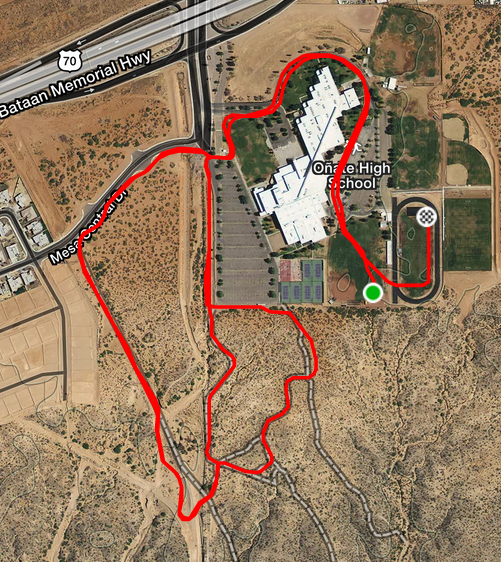 70
Bataan Memorial Hwy
Oñate High
School
Mesa Central Dr